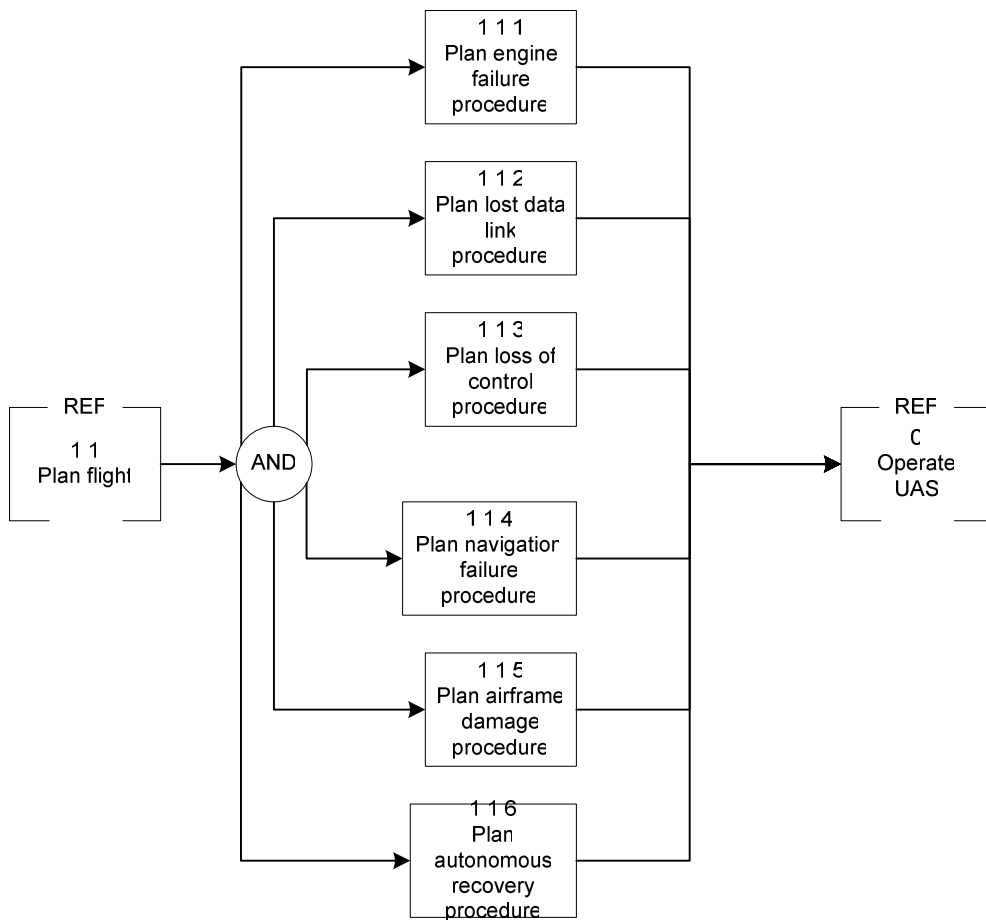 1 1 1
Plan engine
failure
procedure
1 1 2
Plan lost data
link
procedure
1 1 3
Plan loss of
control
procedure
REF
1 1
Plan flight
AND
REF
0
Operate
UAS
1 1 4
Plan navigation
failure
procedure
1 1 5
Plan airframe
damage
procedure
1 1 6
Plan
autonomous
recovery
procedure